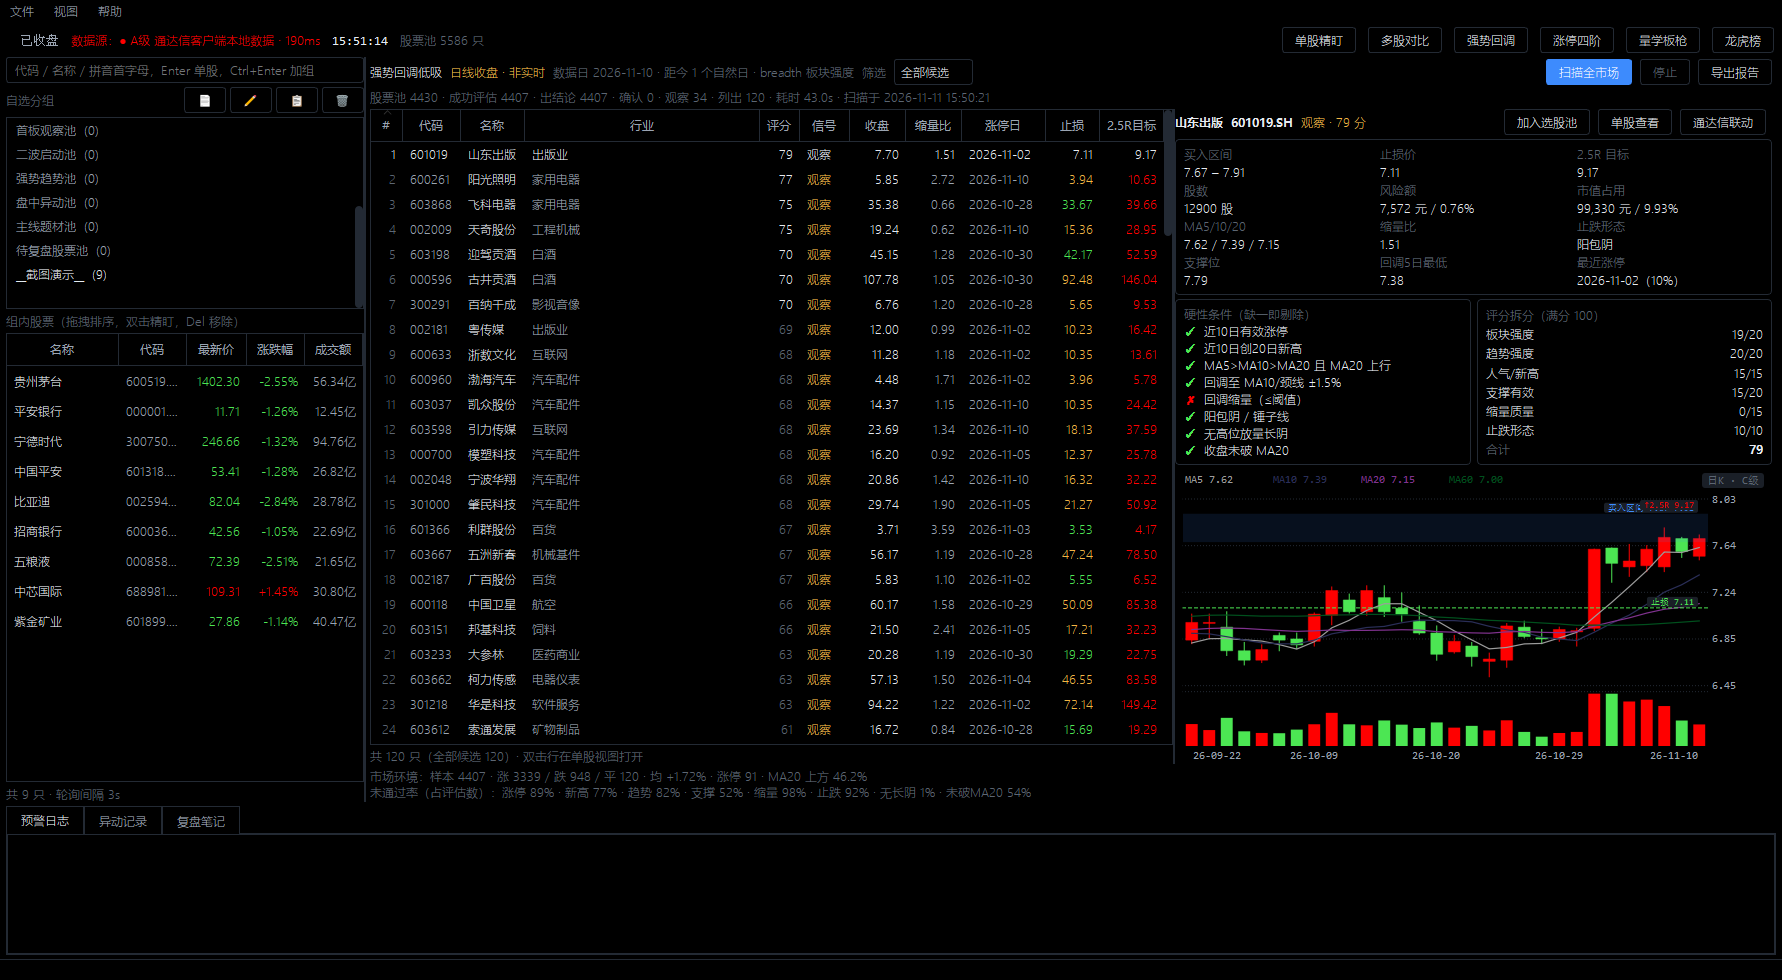 文件 视图 帮助
已收盘 数据源：● A级 通达信客户端本地数据 · 190ms 15:51:14 股票池 5586 只
单股精盯 多股对比 强势回调 涨停四阶 量学板枪 龙虎榜
代码 / 名称 / 拼音首字母，Enter 单股，Ctrl+Enter 加组
自选分组
首板观察池 (0)
二波启动池 (0)
强势趋势池 (0)
盘中异动池 (0)
主线题材池 (0)
待复盘股票池 (0)
__截图演示__ (9)
组内股票（拖拽排序，双击精盯，Del 移除）
名称 代码 最新价 涨跌幅 成交额
贵州茅台 600519.... 1402.30 -2.55% 56.34亿
平安银行 000001.... 11.71 -1.26% 12.45亿
宁德时代 300750... 246.66 -1.32% 94.76亿
中国平安 601318.... 53.41 -1.28% 26.82亿
比亚迪 002594... 82.04 -2.84% 28.78亿
招商银行 600036... 42.56 -1.05% 22.69亿
五粮液 000858... 72.39 -2.51% 21.65亿
中芯国际 688981.... 109.31 +1.45% 30.80亿
紫金矿业 601899.... 27.86 -1.14% 40.47亿
共 9 只 · 轮询间隔 3s
强势回调低吸 日线收盘 · 非实时 数据日 2026-11-10 · 距今 1 个自然日 · breadth 板块强度 筛选 全部候选
扫描全市场 停止 导出报告
股票池 4430 · 成功评估 4407 · 出结论 4407 · 确认 0 · 观察 34 · 列出 120 · 耗时 43.0s · 扫描于 2026-11-11 15:50:21
# 代码 名称 行业 评分 信号 收盘 缩量比 涨停日 止损 2.5R目标
1 601019 山东出版 出版业 79 观察 7.70 1.51 2026-11-02 7.11 9.17
2 600261 阳光照明 家用电器 77 观察 5.85 2.72 2026-11-10 3.94 10.63
3 603868 飞科电器 家用电器 75 观察 35.38 0.66 2026-10-28 33.67 39.66
4 002009 天奇股份 工程机械 75 观察 19.24 0.62 2026-11-10 15.36 28.95
5 603198 迎驾贡酒 白酒 70 观察 45.15 1.28 2026-10-30 42.17 52.59
6 000596 古井贡酒 白酒 70 观察 107.78 1.05 2026-10-30 92.48 146.04
7 300291 百纳千成 影视音像 70 观察 6.76 1.20 2026-10-28 5.65 9.53
8 002181 粤传媒 出版业 69 观察 12.00 0.99 2026-11-02 10.23 16.42
9 600633 浙数文化 互联网 68 观察 11.28 1.18 2026-11-02 10.35 13.61
10 600960 渤海汽车 汽车配件 68 观察 4.48 1.71 2026-11-02 3.96 5.78
11 603037 凯众股份 汽车配件 68 观察 14.37 1.15 2026-11-10 10.35 24.42
12 603598 引力传媒 互联网 68 观察 23.69 1.34 2026-11-10 18.13 37.59
13 000700 模塑科技 汽车配件 68 观察 16.20 0.92 2026-11-05 12.37 25.78
14 002048 宁波华翔 汽车配件 68 观察 20.86 1.42 2026-11-10 16.32 32.22
15 301000 肇民科技 汽车配件 68 观察 29.74 1.90 2026-11-05 21.27 50.92
16 601366 利群股份 百货 67 观察 3.71 3.59 2026-11-03 3.53 4.17
17 603667 五洲新春 机械基件 67 观察 56.17 1.19 2026-10-28 47.24 78.50
18 002187 广百股份 百货 67 观察 5.83 1.10 2026-11-02 5.55 6.52
19 600118 中国卫星 航空 66 观察 60.17 1.58 2026-10-29 50.09 85.38
20 603151 邦基科技 饲料 66 观察 21.50 2.41 2026-11-05 17.21 32.23
21 603233 大参林 医药商业 63 观察 20.28 1.19 2026-10-30 19.29 22.75
22 603662 柯力传感 电器仪表 63 观察 57.13 1.50 2026-11-04 46.55 83.58
23 301218 华是科技 软件服务 63 观察 94.22 1.22 2026-11-02 72.14 149.42
24 603612 索通发展 矿物制品 61 观察 16.72 0.84 2026-10-28 15.69 19.29
共 120 只（全部候选 120）· 双击行在单股视图打开
市场环境：样本 4407 · 涨 3339 / 跌 948 / 平 120 · 均 +1.72% · 涨停 91 · MA20 上方 46.2%
未通过率（占评估数）：涨停 89% · 新高 77% · 趋势 82% · 支撑 52% · 缩量 98% · 止跌 92% · 无长阴 1% · 未破MA20 54%
山东出版 601019.SH 观察 · 79 分 加入选股池 单股查看 通达信联动
买入区间 止损价 2.5R 目标
7.67 – 7.91 7.11 9.17
股数 风险额 市值占用
12900 股 7,572 元 / 0.76% 99,330 元 / 9.93%
MA5/10/20 缩量比 止跌形态
7.62 / 7.39 / 7.15 1.51 阳包阴
支撑位 回调5日最低 最近涨停
7.79 7.38 2026-11-02（10%）
硬性条件（缺一即剔除）
✔ 近10日有效涨停
✔ 近10日创20日新高
✔ MA5>MA10>MA20 且 MA20 上行
✔ 回调至 MA10/颈线 ±1.5%
✘ 回调缩量（≤阈值）
✔ 阳包阴 / 锤子线
✔ 无高位放量长阴
✔ 收盘未破 MA20
评分拆分（满分 100）
板块强度 19/20
趋势强度 20/20
人气/新高 15/15
支撑有效 15/20
缩量质量 0/15
止跌形态 10/10
合计 79
MA5 7.62 MA10 7.39 MA20 7.15 MA60 7.00 日K · C级
8.03
买入区间
↑2.5R 9.17
7.64
7.24
止损 7.11
6.85
6.45
26-09-22 26-10-09 26-10-20 26-10-29 26-11-10
预警日志 异动记录 复盘笔记